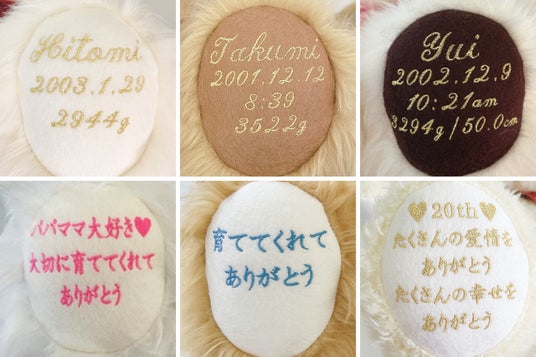 Hitomi
2003.1.29
2944g
Takumi
2001.12.12
8:39
3522g
Yui
2002.12.9
10:21am
3294g/50.0cm
パパママ大好き♥
大切に育ててくれて
ありがとう
育ててくれて
ありがとう
♥20th♥
たくさんの愛情を
ありがとう
たくさんの幸せを
ありがとう